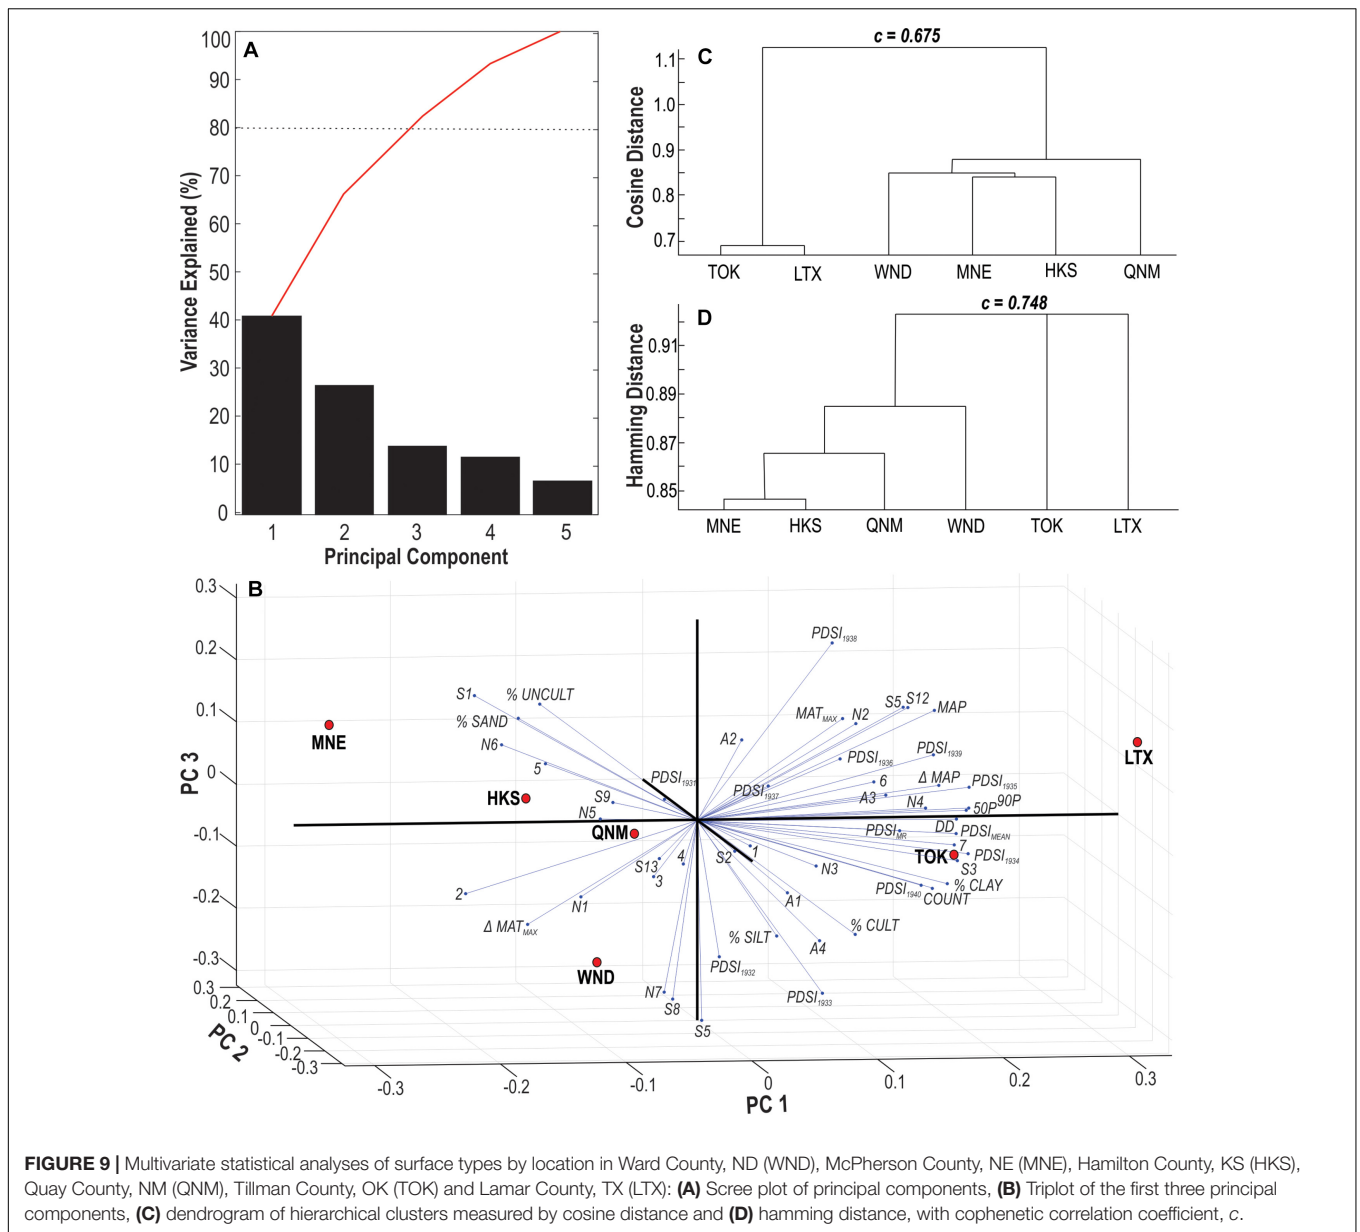 A
100
90
80
70
60
50
40
30
20
10
0
Variance Explained (%)
1 2 3 4 5
Principal Component
C
c = 0.675
1.1
1.0
0.9
0.8
0.7
Cosine Distance
TOK LTX WND MNE HKS QNM
D
c = 0.748
0.91
0.89
0.87
0.85
Hamming Distance
MNE HKS QNM WND TOK LTX
B
0.3
0.2
0.1
0
-0.1
-0.2
-0.3
PC 3
0.3
0.2
0.1
0
-0.1
-0.2
-0.3
PC 2
-0.3 -0.2 -0.1 0 0.1 0.2 0.3
PC 1
PDSI1938
S1 % UNCULT
% SAND
MNE
N6
5
A2
MATMAX N2
S5 S12 MAP
LTX
PDSI1939
PDSI1936
PDSI1931
PDSI1937
6 Δ MAP PDSI1935
A3 N4 90P
50P
HKS S9
N5
QNM
PDSIMR DD PDSIMEAN
7
TOK PDSI1934
S3
S13 4
3
S2 1
N3
% CLAY
PDSI1940 COUNT
2
N1
A1
Δ MATMAX
% SILT A4 % CULT
WND
PDSI1932
N7
S8
PDSI1933
S5
FIGURE 9 | Multivariate statistical analyses of surface types by location in Ward County, ND (WND), McPherson County, NE (MNE), Hamilton County, KS (HKS),
Quay County, NM (QNM), Tillman County, OK (TOK) and Lamar County, TX (LTX): (A) Scree plot of principal components, (B) Triplot of the first three principal
components, (C) dendrogram of hierarchical clusters measured by cosine distance and (D) hamming distance, with cophenetic correlation coefficient, c.